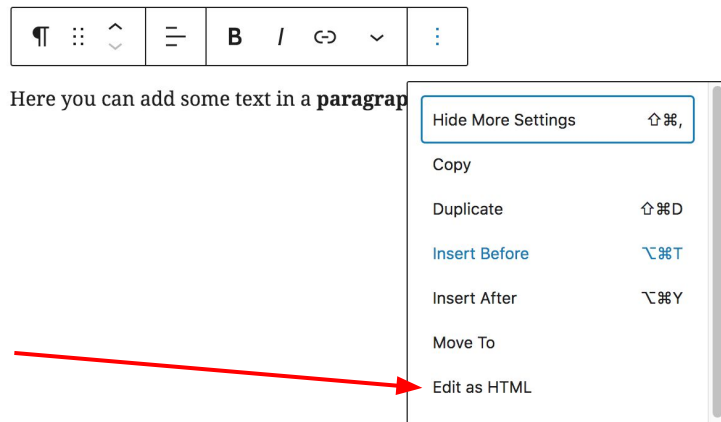 B I
Here you can add some text in a paragrap
Hide More Settings ⇧⌘,
Copy
Duplicate ⇧⌘D
Insert Before ⌥⌘T
Insert After ⌥⌘Y
Move To
Edit as HTML